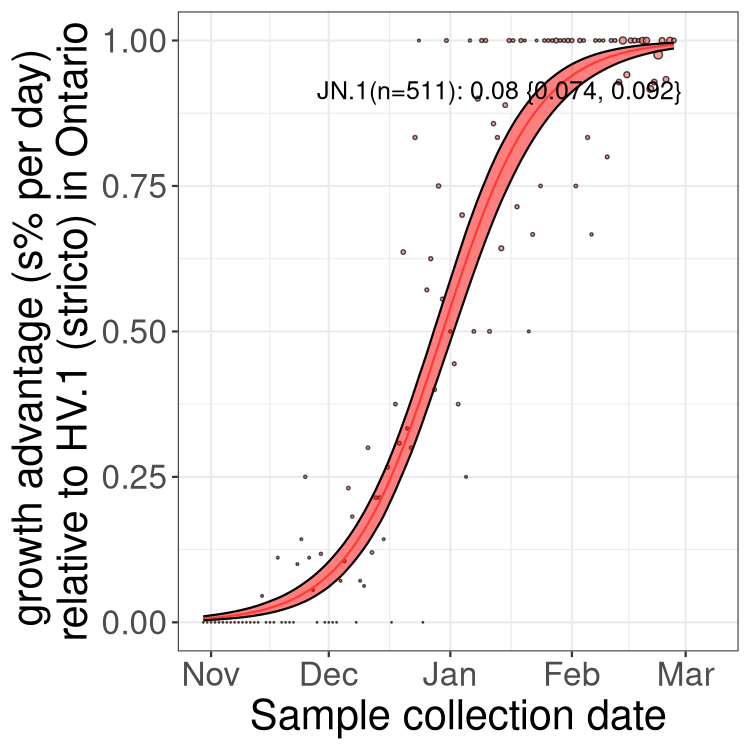 growth advantage (s% per day)
relative to HV.1 (stricto) in Ontario
1.00
0.75
0.50
0.25
0.00
JN.1(n=511): 0.08 {0.074, 0.092}
Nov Dec Jan Feb Mar
Sample collection date